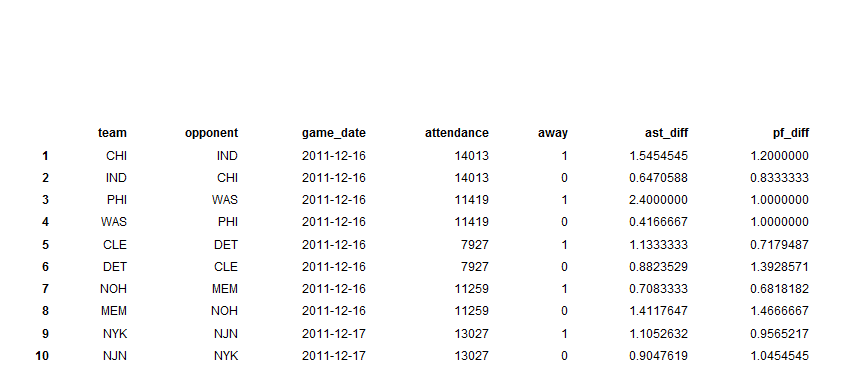 team opponent game_date attendance away ast_diff pf_diff
1 CHI IND 2011-12-16 14013 1 1.5454545 1.2000000
2 IND CHI 2011-12-16 14013 0 0.6470588 0.8333333
3 PHI WAS 2011-12-16 11419 1 2.4000000 1.0000000
4 WAS PHI 2011-12-16 11419 0 0.4166667 1.0000000
5 CLE DET 2011-12-16 7927 1 1.1333333 0.7179487
6 DET CLE 2011-12-16 7927 0 0.8823529 1.3928571
7 NOH MEM 2011-12-16 11259 1 0.7083333 0.6818182
8 MEM NOH 2011-12-16 11259 0 1.4117647 1.4666667
9 NYK NJN 2011-12-17 13027 1 1.1052632 0.9565217
10 NJN NYK 2011-12-17 13027 0 0.9047619 1.0454545